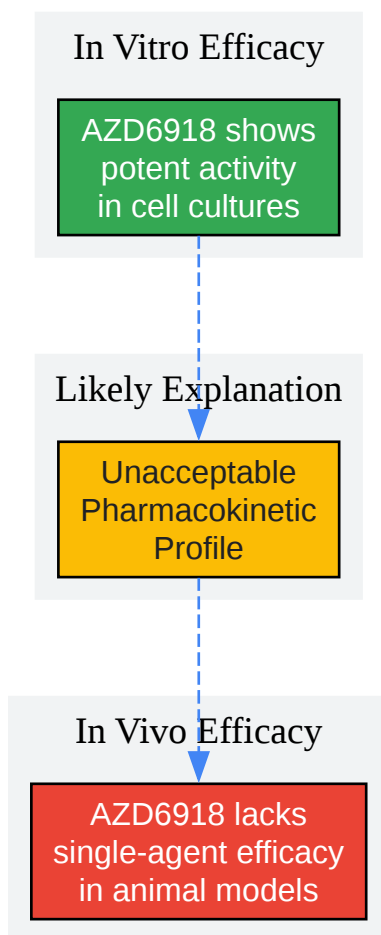 In Vitro Efficacy
AZD6918 shows
potent activity
in cell cultures
Likely Explanation
Unacceptable
Pharmacokinetic
Profile
In Vivo Efficacy
AZD6918 lacks
single-agent efficacy
in animal models